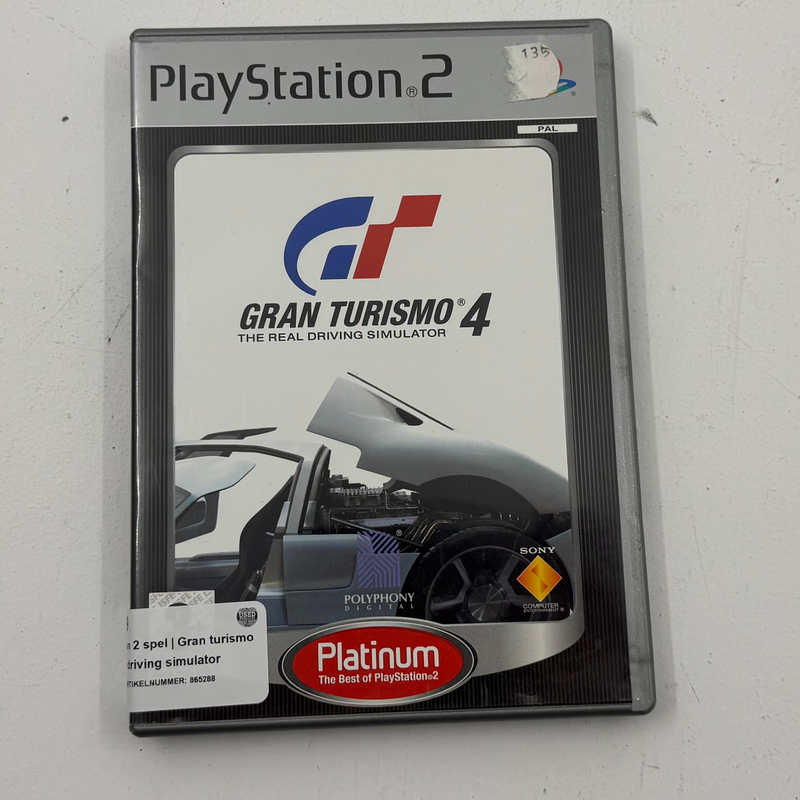 PlayStation®2
135
®
PAL
GRAN TURISMO®4
THE REAL DRIVING SIMULATOR
®
POLYPHONY
DIGITAL
SONY
COMPUTER
ENTERTAINMENT®
USED
2 spel | Gran turismo
driving simulator
TIKELNUMMER: 865288
Platinum
The Best of PlayStation®2